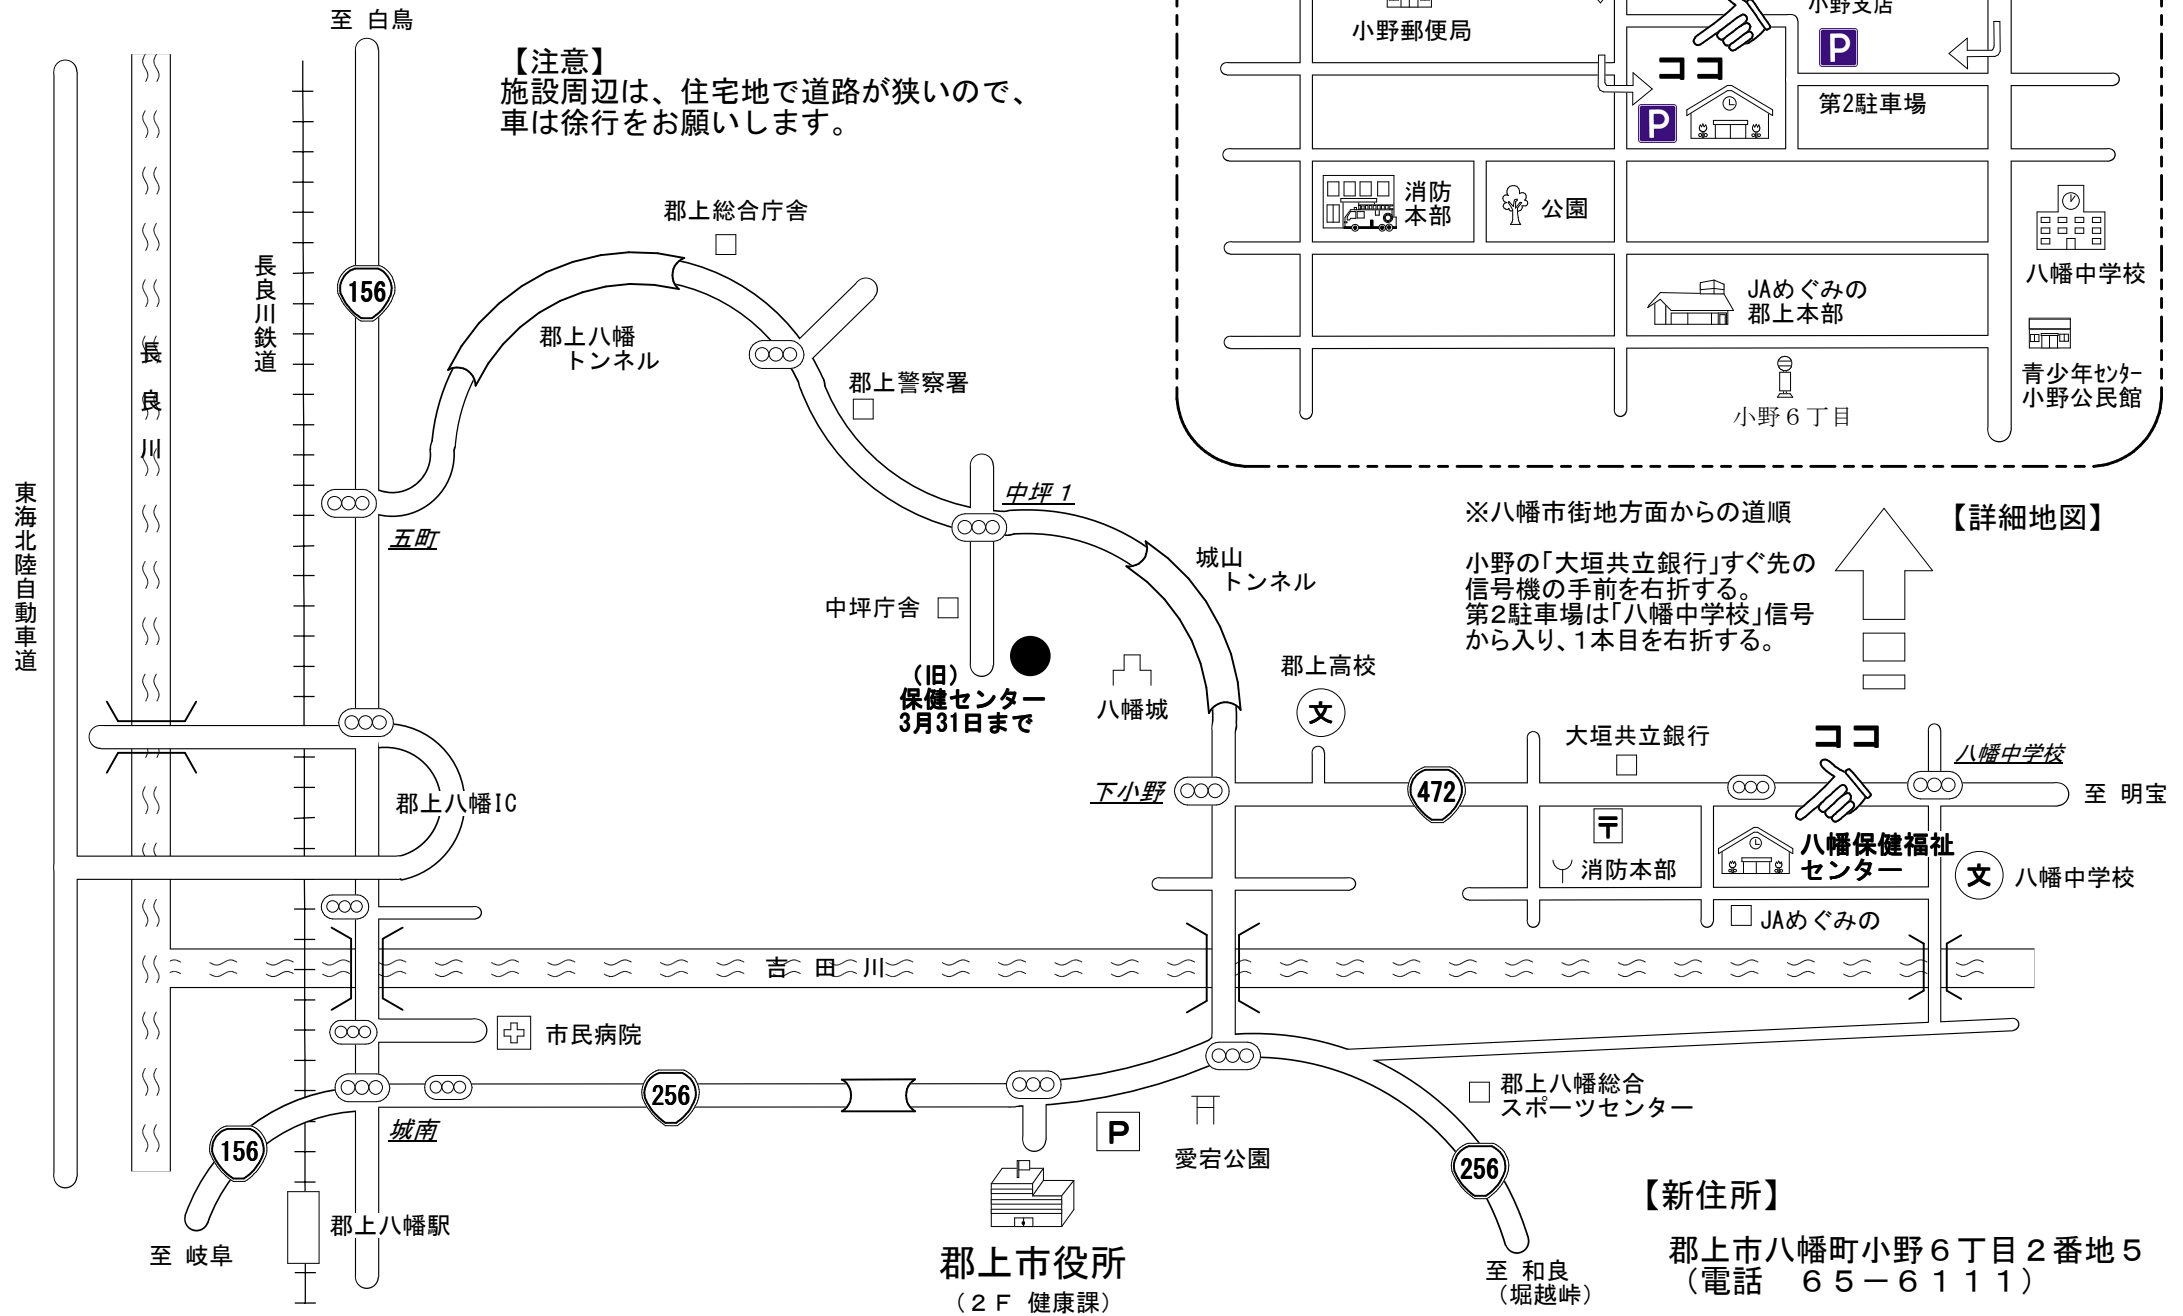 至 白鳥
【注意】
施設周辺は、住宅地で道路が狭いので、
車は徐行をお願いします。
小野郵便局
小野支店
P
ココ
P
第2駐車場
消防
本部
公園
八幡中学校
JAめぐみの
郡上本部
青少年センター
小野公民館
小野６丁目
郡上総合庁舎
長良川鉄道
156
郡上八幡
トンネル
長良川
郡上警察署
東海北陸自動車道
五町
中坪１
※八幡市街地方面からの道順
【詳細地図】
小野の「大垣共立銀行」すぐ先の
信号機の手前を右折する。
第2駐車場は「八幡中学校」信号
から入り、1本目を右折する。
城山
トンネル
中坪庁舎
（旧）
保健センター
3月31日まで
八幡城
郡上高校
文
大垣共立銀行
ココ
八幡中学校
下小野
472
至 明宝
郡上八幡IC
〒
消防本部
八幡保健福祉
センター
文
八幡中学校
JAめぐみの
吉田川
市民病院
256
城南
156
P
愛宕公園
郡上八幡総合
スポーツセンター
256
郡上八幡駅
至 岐阜
郡上市役所
（２Ｆ 健康課）
至 和良
（堀越峠）
【新住所】
郡上市八幡町小野６丁目２番地５
（電話　６５－６１１１）